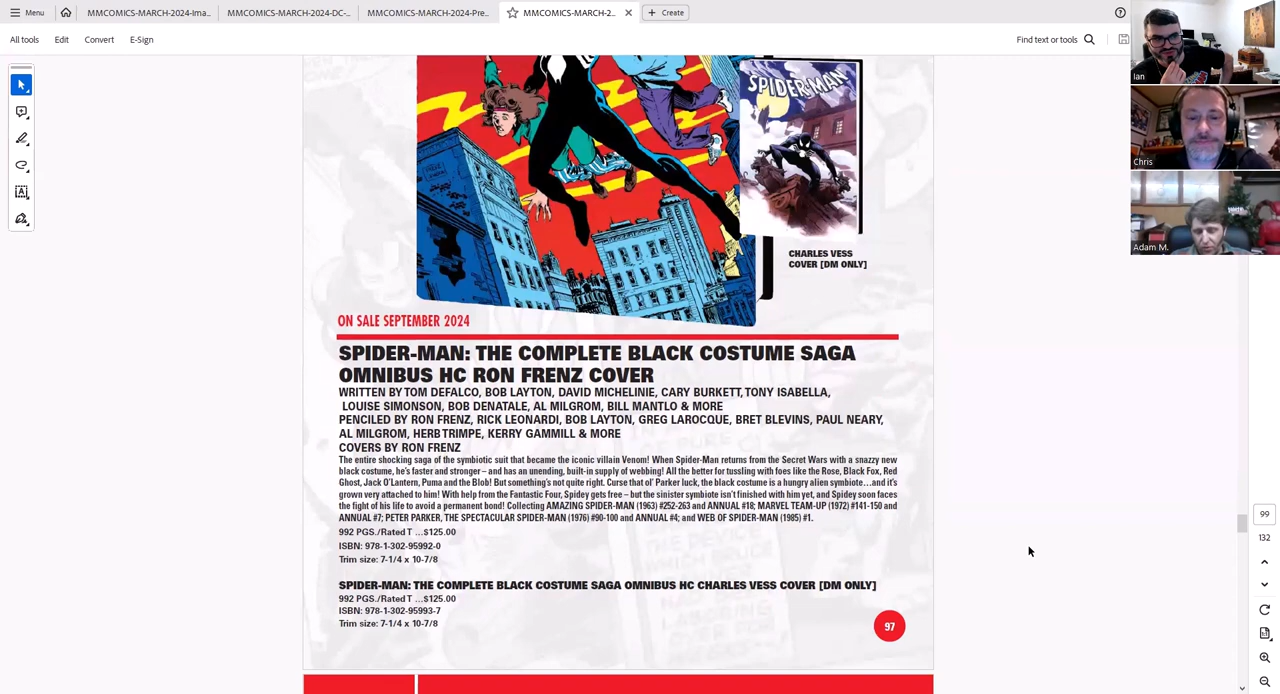 Menu
MMCOMICS-MARCH-2024-Ima...
MMCOMICS-MARCH-2024-DC-...
MMCOMICS-MARCH-2024-Pre...
MMCOMICS-MARCH-2...
Create
All tools
Edit
Convert
E-Sign
Find text or tools
Ian
Chris
Adam M.
SPIDER-MAN
CHARLES VESS
COVER [DM ONLY]
ON SALE SEPTEMBER 2024
SPIDER-MAN: THE COMPLETE BLACK COSTUME SAGA
OMNIBUS HC RON FRENZ COVER
WRITTEN BY TOM DEFALCO, BOB LAYTON, DAVID MICHELINIE, CARY BURKETT, TONY ISABELLA,
LOUISE SIMONSON, BOB DENATALE, AL MILGROM, BILL MANTLO & MORE
PENCILED BY RON FRENZ, RICK LEONARDI, BOB LAYTON, GREG LAROCQUE, BRET BLEVINS, PAUL NEARY,
AL MILGROM, HERB TRIMPE, KERRY GAMMILL & MORE
COVERS BY RON FRENZ
The entire shocking saga of the symbiotic suit that became the iconic villain Venom! When Spider-Man returns from the Secret Wars with a snazzy new
black costume, he's faster and stronger – and has an unending, built-in supply of webbing! All the better for tussling with foes like the Rose, Black Fox, Red
Ghost, Jack O'Lantern, Puma and the Blob! But something's not quite right. Curse that ol' Parker luck, the black costume is a hungry alien symbiote...and it's
grown very attached to him! With help from the Fantastic Four, Spidey gets free – but the sinister symbiote isn't finished with him yet, and Spidey soon faces
the fight of his life to avoid a permanent bond! Collecting AMAZING SPIDER-MAN (1963) #252-263 and ANNUAL #18; MARVEL TEAM-UP (1972) #141-150 and
ANNUAL #7; PETER PARKER, THE SPECTACULAR SPIDER-MAN (1976) #90-100 and ANNUAL #4; and WEB OF SPIDER-MAN (1985) #1.
992 PGS./Rated T ...$125.00
ISBN: 978-1-302-95992-0
Trim size: 7-1/4 x 10-7/8
SPIDER-MAN: THE COMPLETE BLACK COSTUME SAGA OMNIBUS HC CHARLES VESS COVER [DM ONLY]
992 PGS./Rated T ...$125.00
ISBN: 978-1-302-95993-7
Trim size: 7-1/4 x 10-7/8
97
99
132